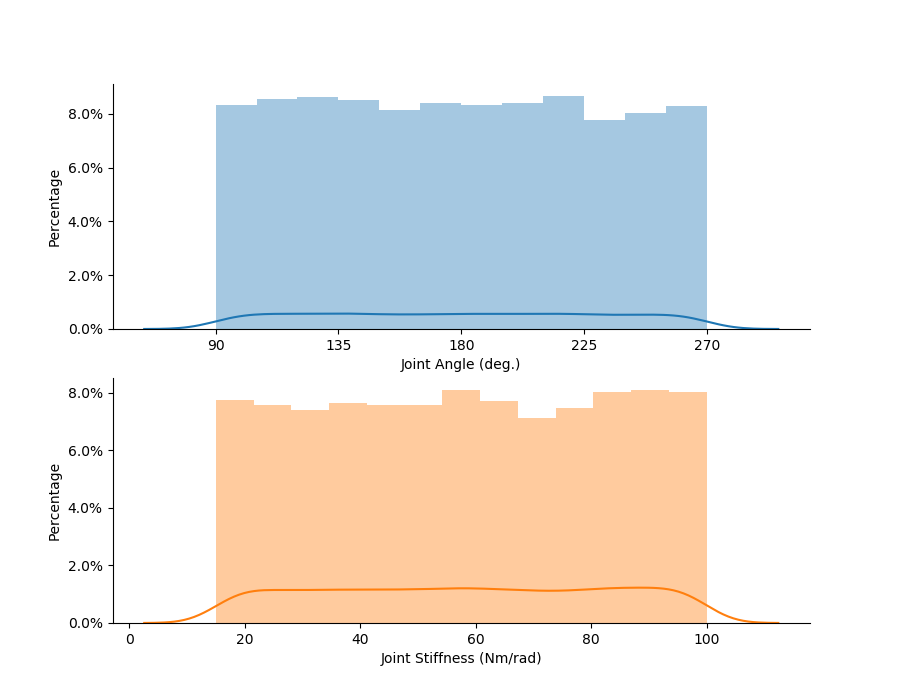 8.0%
6.0%
4.0%
2.0%
0.0%
Percentage
90 135 180 225 270
Joint Angle (deg.)
8.0%
6.0%
4.0%
2.0%
0.0%
Percentage
0 20 40 60 80 100
Joint Stiffness (Nm/rad)